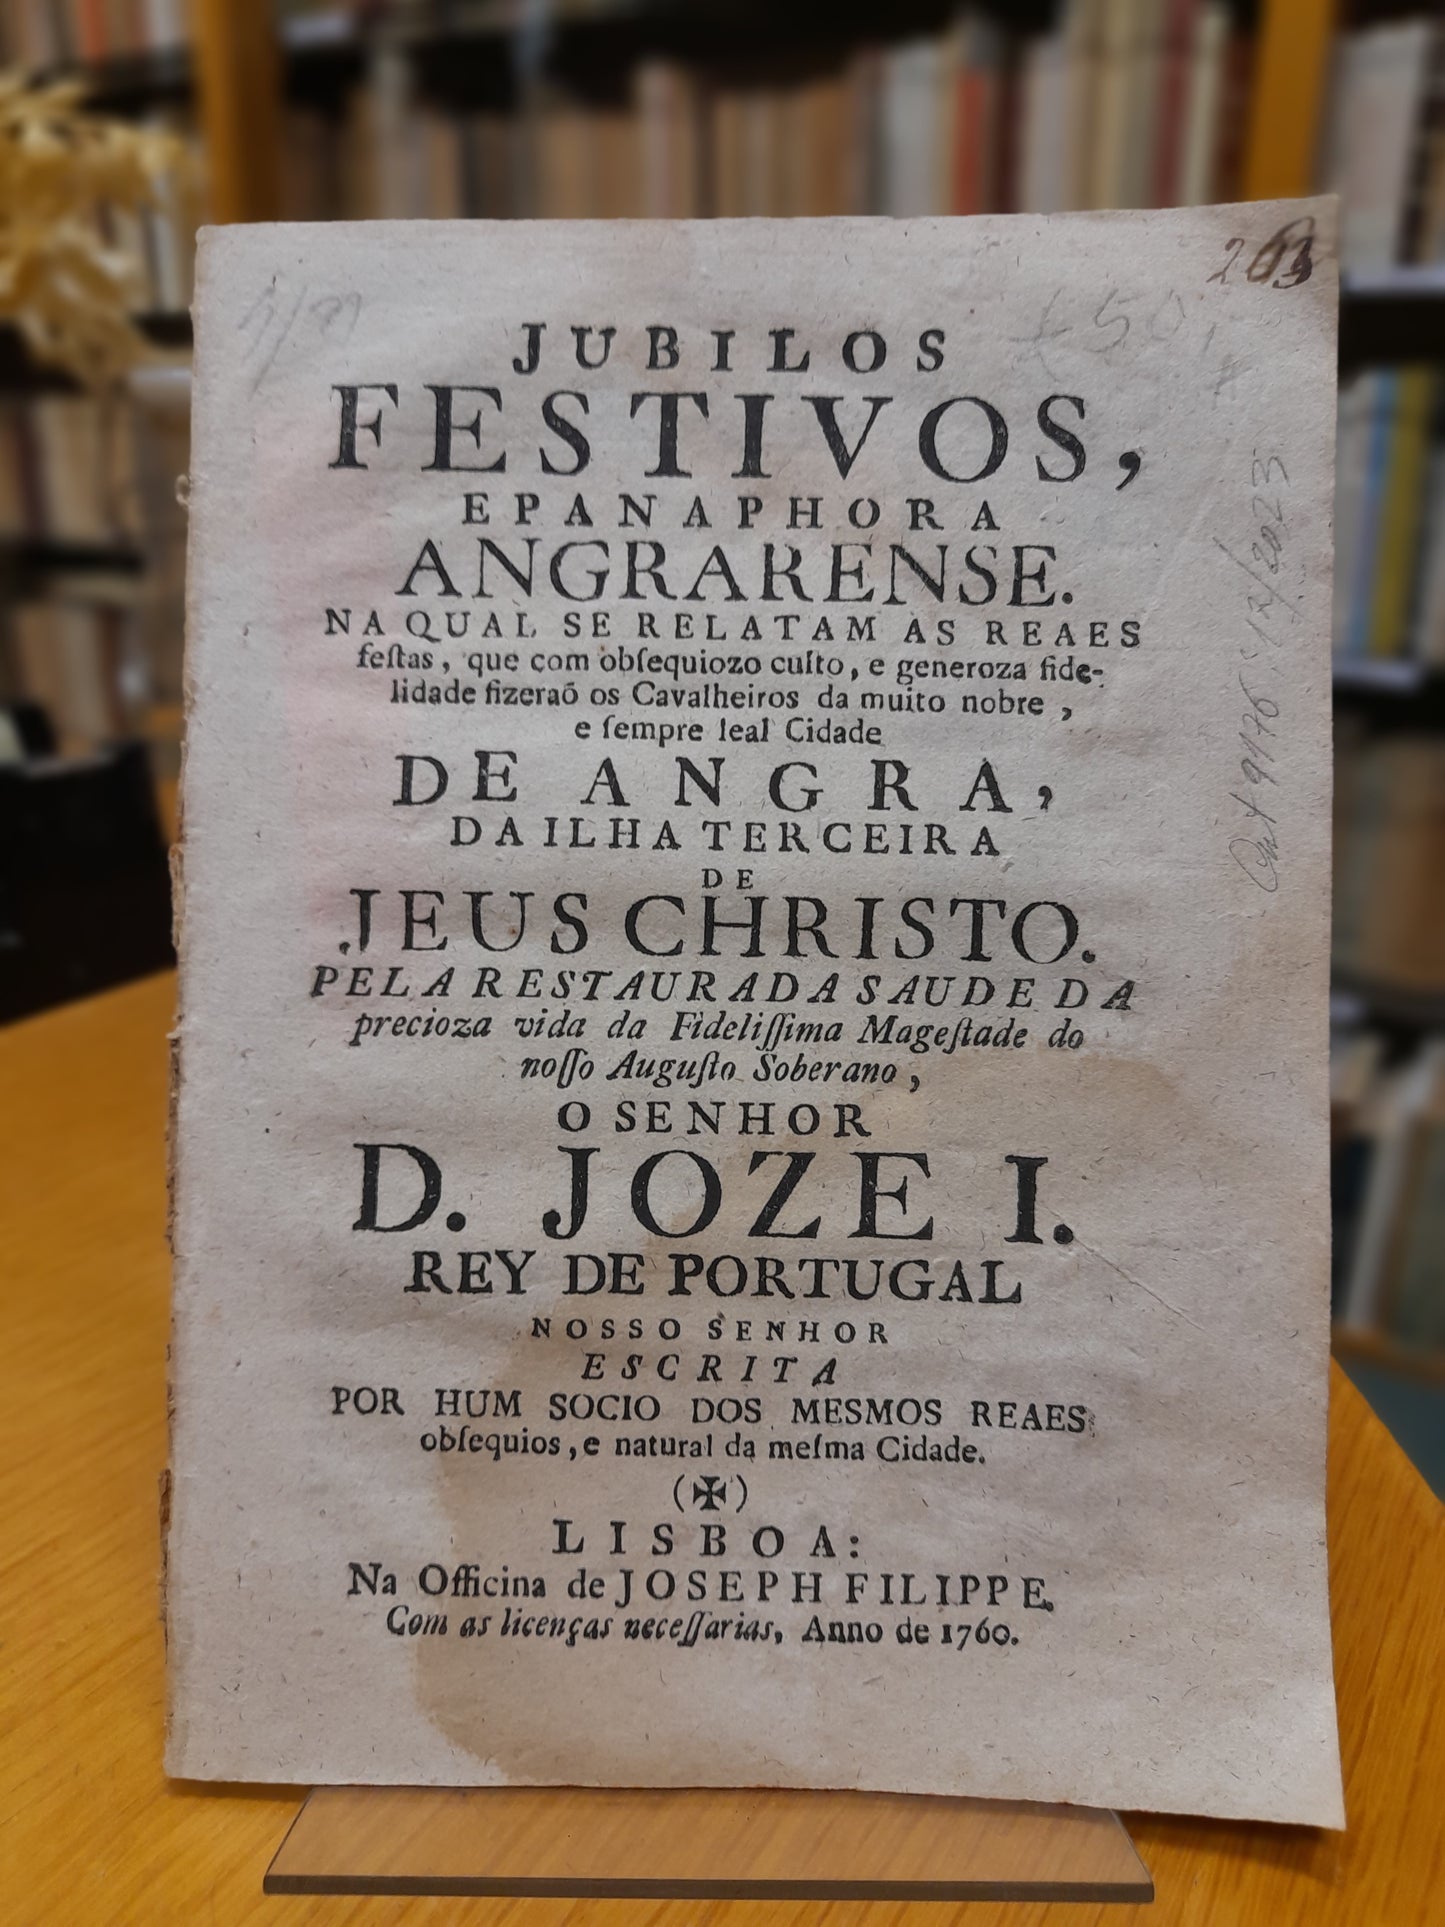 263
£50,
JUBILOS
FESTIVOS,
EPANAPHORA
ANGRARENSE.
NA QUAL SE RELATAM AS REAES
feſtas, que com obſequiozo culto, e generoza fide-
lidade fizeraõ os Cavalheiros da muito nobre,
e ſempre leal Cidade
DE ANGRA,
DA ILHA TERCEIRA
DE
JEUS CHRISTO.
PELA RESTAURADA SAUDE DA
precioza vida da Fideliſſima Mageſtade do
noſſo Auguſto Soberano,
O SENHOR
D. JOZE I.
REY DE PORTUGAL
NOSSO SENHOR
ESCRITA
POR HUM SOCIO DOS MESMOS REAES
obſequios, e natural da meſma Cidade.
(✠)
LISBOA:
Na Officina de JOSEPH FILIPPE.
Com as licenças neceſſarias, Anno de 1760.
12/2023